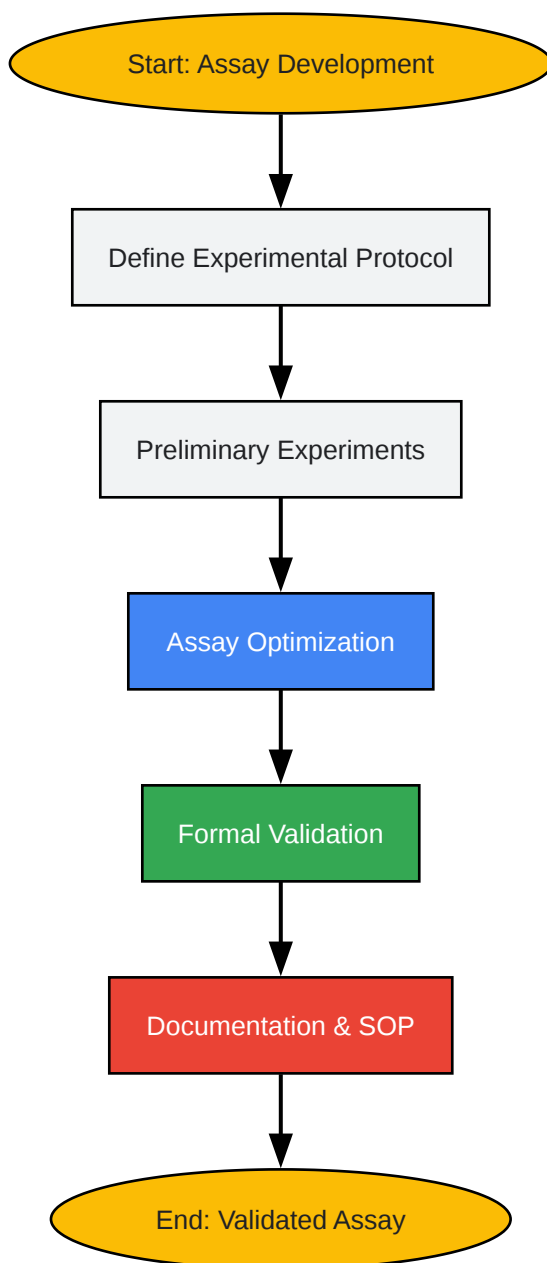 Start: Assay Development
Define Experimental Protocol
Preliminary Experiments
Assay Optimization
Formal Validation
Documentation & SOP
End: Validated Assay